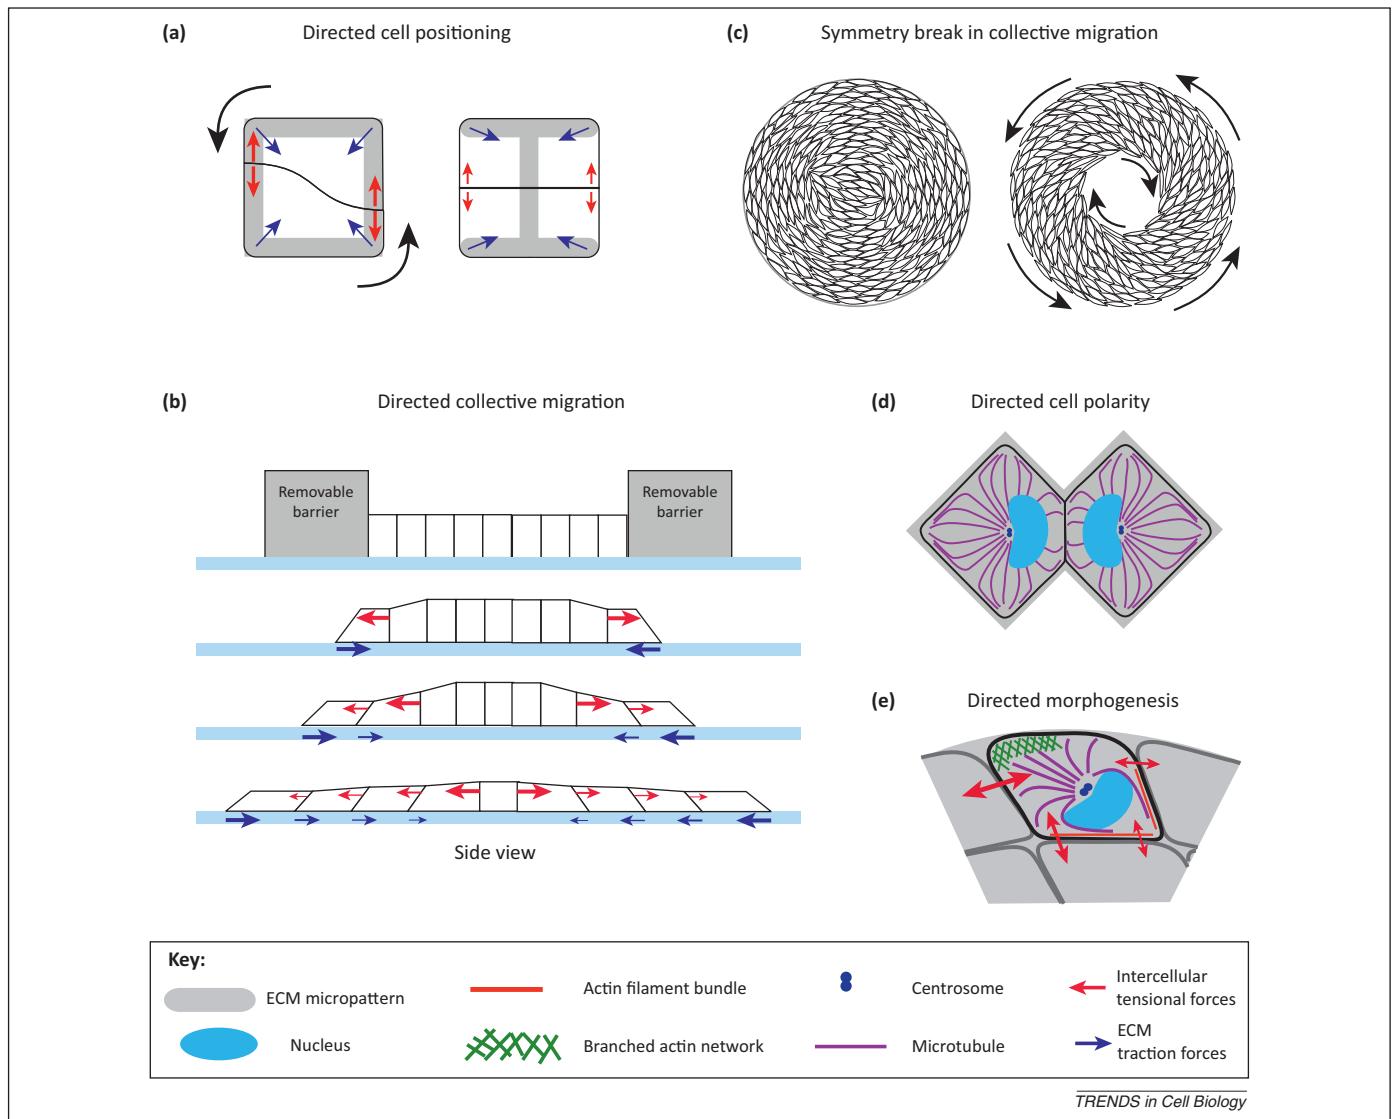 (a) Directed cell positioning
(c) Symmetry break in collective migration
(b) Directed collective migration
Removable
barrier
Removable
barrier
Side view
(d) Directed cell polarity
(e) Directed morphogenesis
Key:
ECM micropattern
Actin filament bundle
Centrosome
Intercellular
tensional forces
Nucleus
Branched actin network
Microtubule
ECM
traction forces
TRENDS in Cell Biology